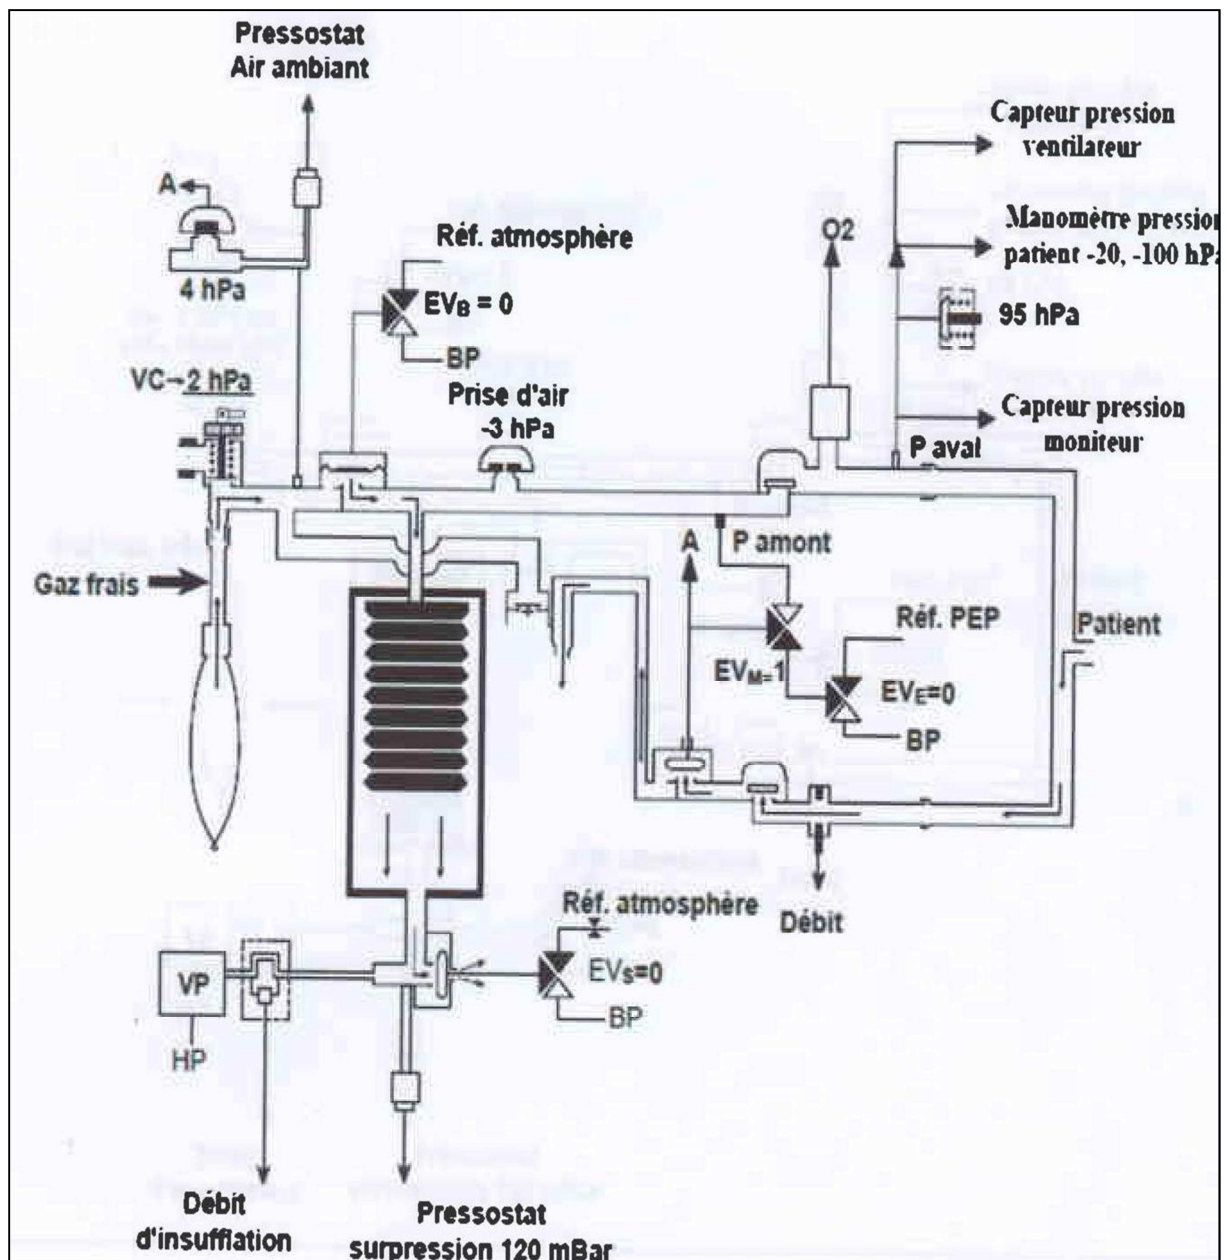 Pressostat
Air ambiant
Capteur pression
ventilateur
A
O2
Manomètre pression
patient -20, -100 hPa
Réf. atmosphère
4 hPa
EVB = 0
95 hPa
BP
VC→2 hPa
Prise d'air
-3 hPa
Capteur pression
moniteur
P aval
A
P amont
Gaz frais
Réf. PEP
Patient
EVM=1
EVE=0
BP
Réf. atmosphère
Débit
VP
EVS=0
BP
HP
Débit
d'insufflation
Pressostat
surpression 120 mBar